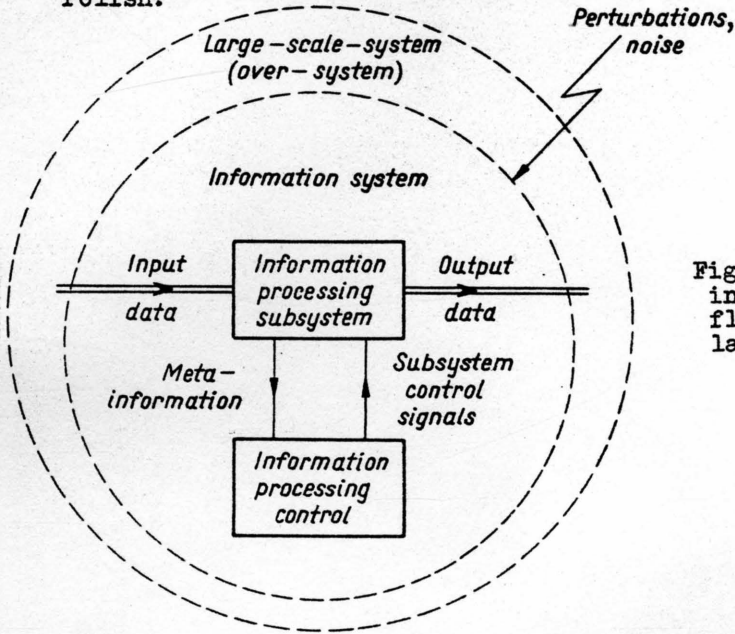 Polish.
Perturbations,
noise
Large-scale-system
(over-system)
Information system
Input
data
Information
processing
subsystem
Output
data
Meta-
information
Subsystem
control
signals
Information
processing
control
Fig
in
fl
la